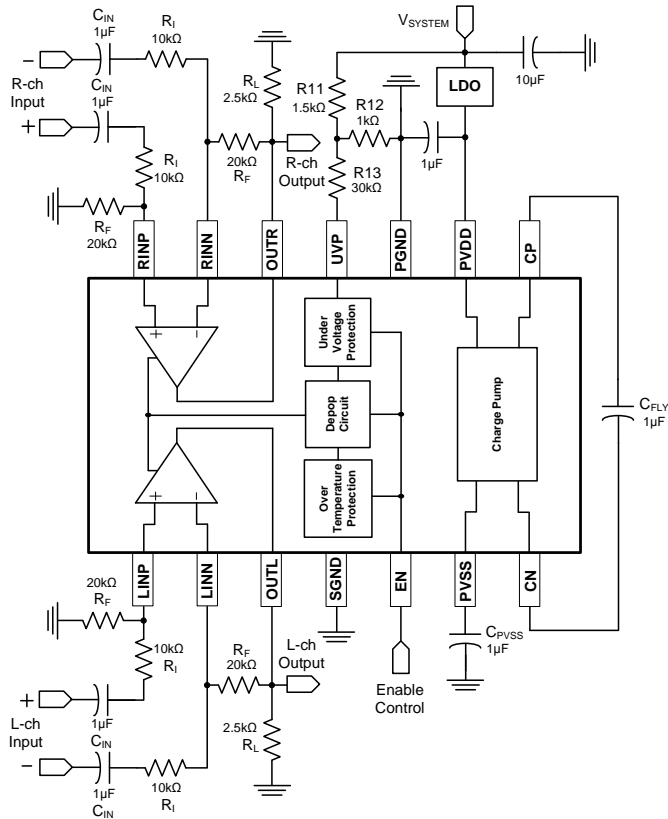 C_IN
1µF
R_I
10kΩ
−
R-ch
Input
+
C_IN
1µF
R_I
10kΩ
R_F
20kΩ
R_L
2.5kΩ
20kΩ
R_F
R-ch
Output
V_SYSTEM
10µF
LDO
R11
1.5kΩ
R12
1kΩ
R13
30kΩ
1µF
RINP
RINN
OUTR
UVP
PGND
PVDD
CP
+
−
Under
Voltage
Protection
Depop
Circuit
Over
Temperature
Protection
Charge Pump
C_FLY
1µF
+
−
LINP
LINN
OUTL
SGND
EN
PVSS
CN
20kΩ
R_F
10kΩ
R_I
+
L-ch
Input
−
1µF
C_IN
1µF
C_IN
10kΩ
R_I
R_F
20kΩ
L-ch
Output
2.5kΩ
R_L
Enable
Control
C_PVSS
1µF